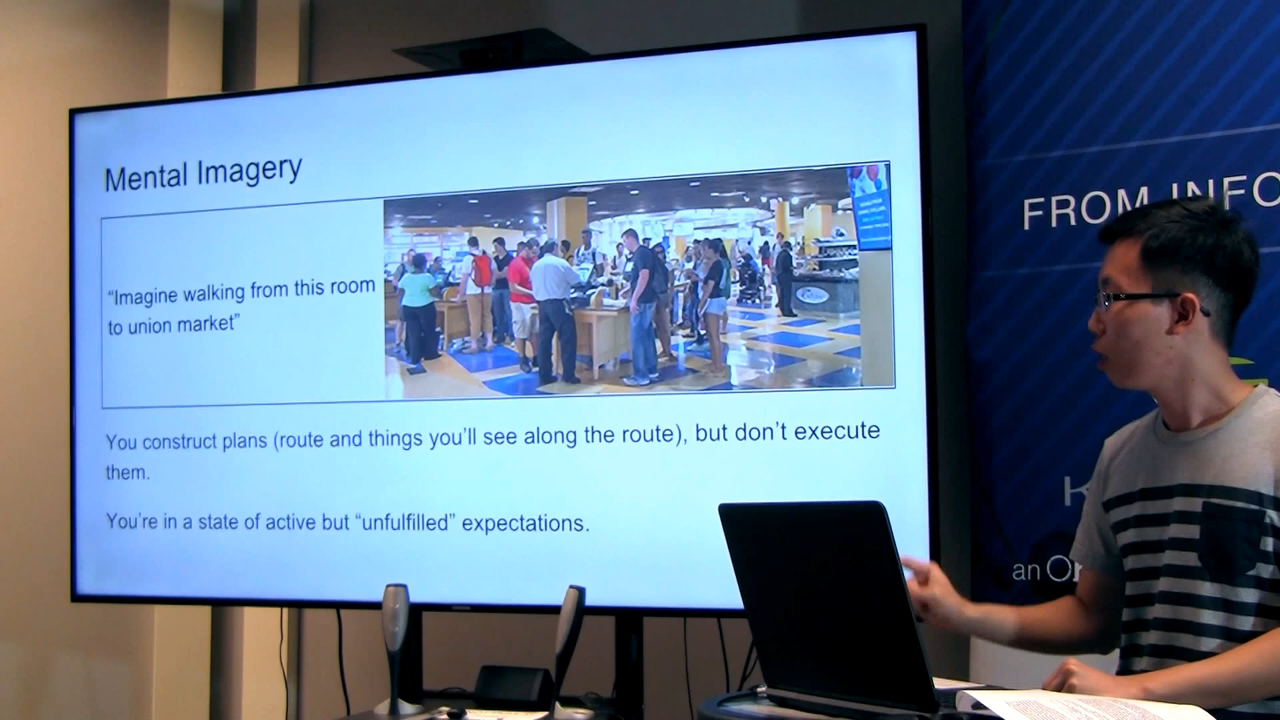 Mental Imagery
“Imagine walking from this room
to union market”
You construct plans (route and things you’ll see along the route), but don’t execute
them.
You’re in a state of active but “unfulfilled” expectations.
FROM INFO
K
an Or